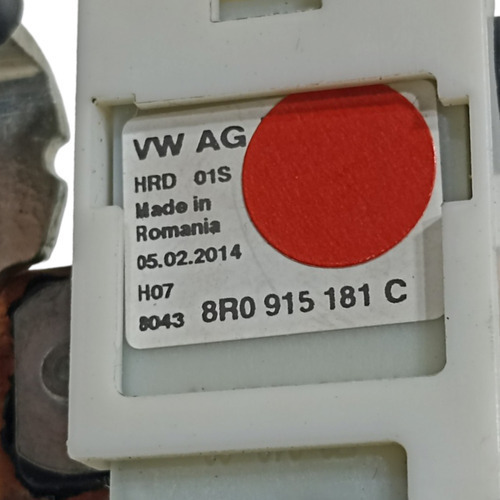 VW AG
HRD 01S
Made in
Romania
05.02.2014
H07
8043 8R0 915 181 C